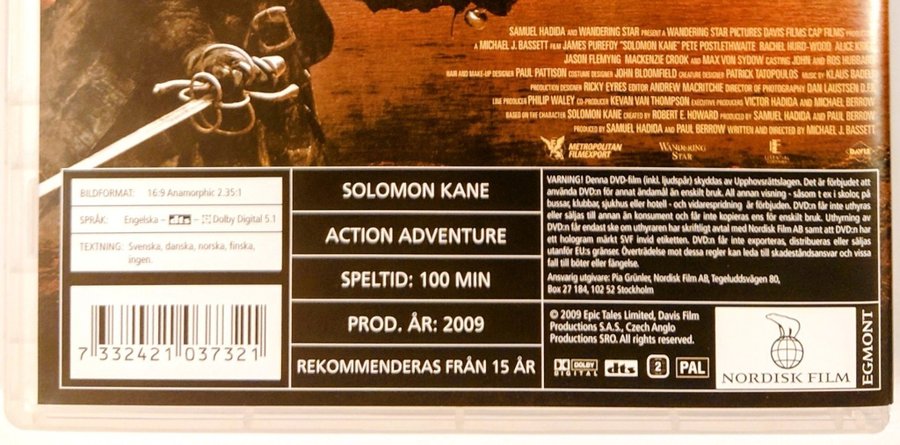 SAMUEL HADIDA AND WANDERING STAR PRESENT A WANDERING STAR PICTURES DAVIS FILMS CAP FILMS
A MICHAEL J. BASSETT FILM JAMES PUREFOY "SOLOMON KANE" PETE POSTLETHWAITE RACHEL HURD-WOOD ALICE
JASON FLEMYNG MACKENZIE CROOK AND MAX VON SYDOW CASTING JOHN AND ROS HUBBARD
HAIR AND MAKE-UP DESIGNER PAUL PATTISON COSTUME DESIGNER JOHN BLOOMFIELD CREATURE DESIGNER PATRICK TATOPOULOS MUSIC BY KLAUS
PRODUCTION DESIGNER RICKY EYRES EDITOR ANDREW MACRITCHIE DIRECTOR OF PHOTOGRAPHY DAN LAUSTSEN
LINE PRODUCER PHILIP WALEY CO-PRODUCER KEVAN VAN THOMPSON EXECUTIVE PRODUCERS VICTOR HADIDA AND MICHAEL BERROW
BASED ON THE CHARACTER SOLOMON KANE CREATED BY ROBERT E. HOWARD PRODUCED BY SAMUEL HADIDA AND PAUL BERROW
PRODUCED BY SAMUEL HADIDA AND PAUL BERROW WRITTEN AND DIRECTED BY MICHAEL J. BASSETT
METROPOLITAN FILMEXPORT
WANDERING STAR
BILDFORMAT: 16:9 Anamorphic 2.35:1
SPRÅK: Engelska – dts – Dolby Digital 5.1
TEXTNING: Svenska, danska, norska, finska,
ingen.
7 332421 037321
SOLOMON KANE
ACTION ADVENTURE
SPELTID: 100 MIN
PROD. ÅR: 2009
REKOMMENDERAS FRÅN 15 ÅR
VARNING! Denna DVD-film (inkl. ljudspår) skyddas av Upphovsrättslagen. Det är förbjudet att
använda DVD:n för annat ändamål än enskilt bruk. All annan visning - såsom t ex i skolor, på
bussar, klubbar, sjukhus eller hotell - och vidarespridning är förbjuden. DVD:n får inte uthyras
eller säljas till annan än konsument och får inte kopieras ens för enskilt bruk. Uthyrning av
DVD:n får endast ske om uthyraren har skriftligt avtal med Nordisk Film AB samt att DVD:n har
ett hologram märkt SVF invid etiketten. DVD:n får inte exporteras, distribueras eller säljas
utanför EU:s gränser. Överträdelse mot dessa regler kan leda till skadeståndsansvar och vissa
fall till böter eller fängelse.
Ansvarig utgivare: Pia Grünler, Nordisk Film AB, Tegeluddsvägen 80,
Box 27 184, 102 52 Stockholm
© 2009 Epic Tales Limited, Davis Film
Productions S.A.S., Czech Anglo
Productions SRO. All rights reserved.
DOLBY DIGITAL dts 2 PAL
NORDISK FILM
EGMONT